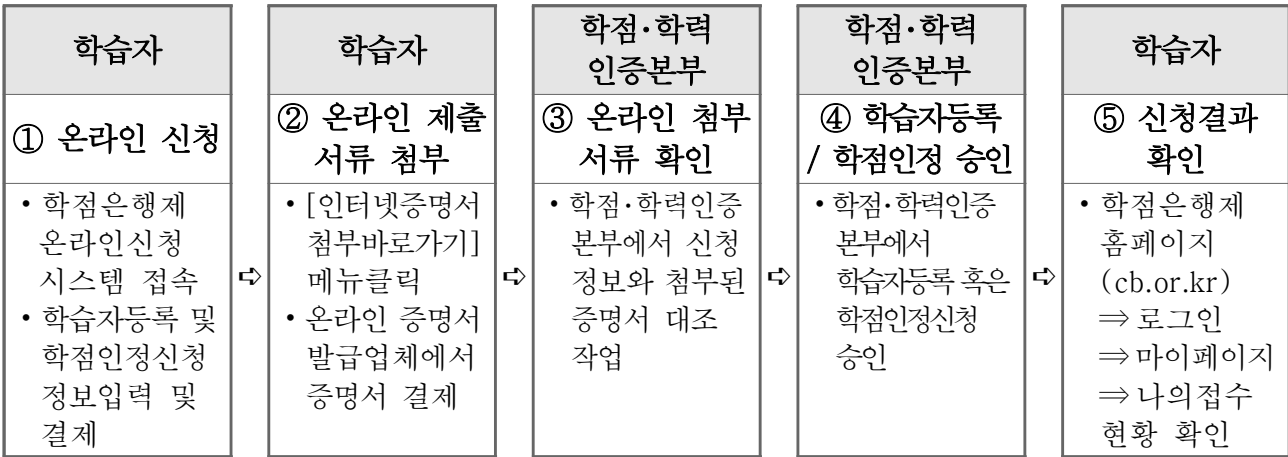 학습자
① 온라인 신청
• 학점은행제
온라인신청
시스템 접속
• 학습자등록 및
학점인정신청
정보입력 및
결제
➪
학습자
② 온라인 제출
서류 첨부
• [인터넷증명서
첨부바로가기]
메뉴클릭
• 온라인 증명서
발급업체에서
증명서 결제
➪
학점·학력
인증본부
③ 온라인 첨부
서류 확인
• 학점·학력인증
본부에서 신청
정보와 첨부된
증명서 대조
작업
➪
학점·학력
인증본부
④ 학습자등록
/ 학점인정 승인
• 학점·학력인증
본부에서
학습자등록 혹은
학점인정신청
승인
➪
학습자
⑤ 신청결과
확인
• 학점은행제
홈페이지
(cb.or.kr)
⇒ 로그인
⇒ 마이페이지
⇒ 나의접수
현황 확인